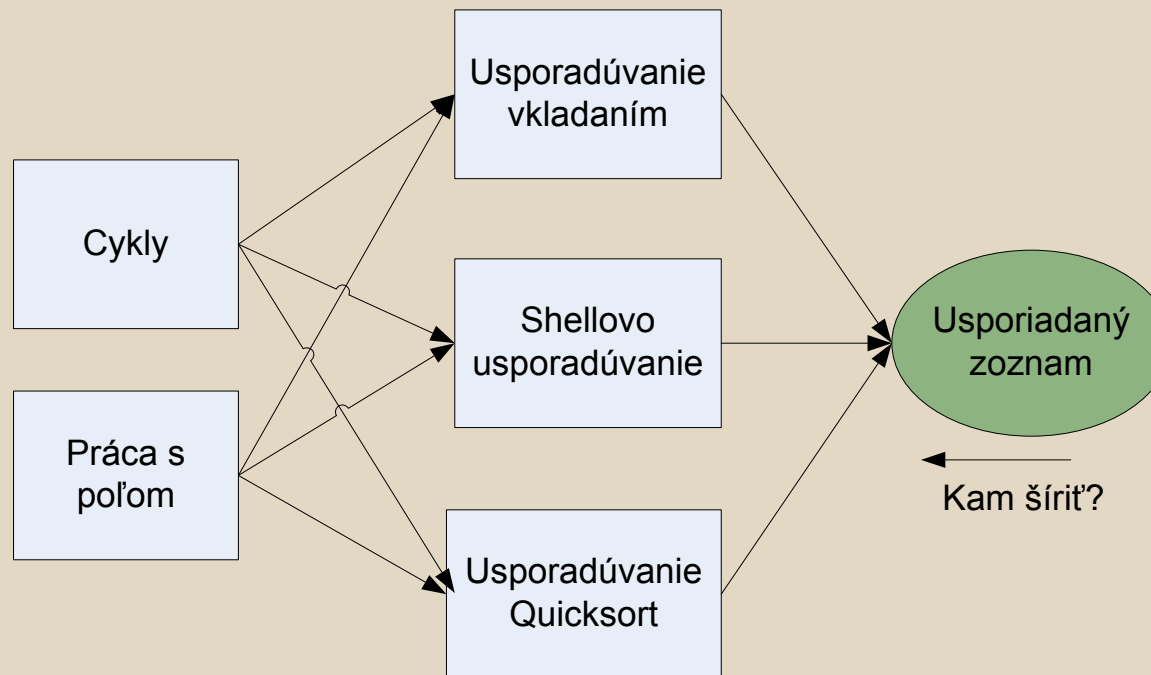 Cykly
Práca s
poľom
Usporadúvanie
vkladaním
Shellovo
usporadúvanie
Usporadúvanie
Quicksort
Usporiadaný
zoznam
Kam šíriť?